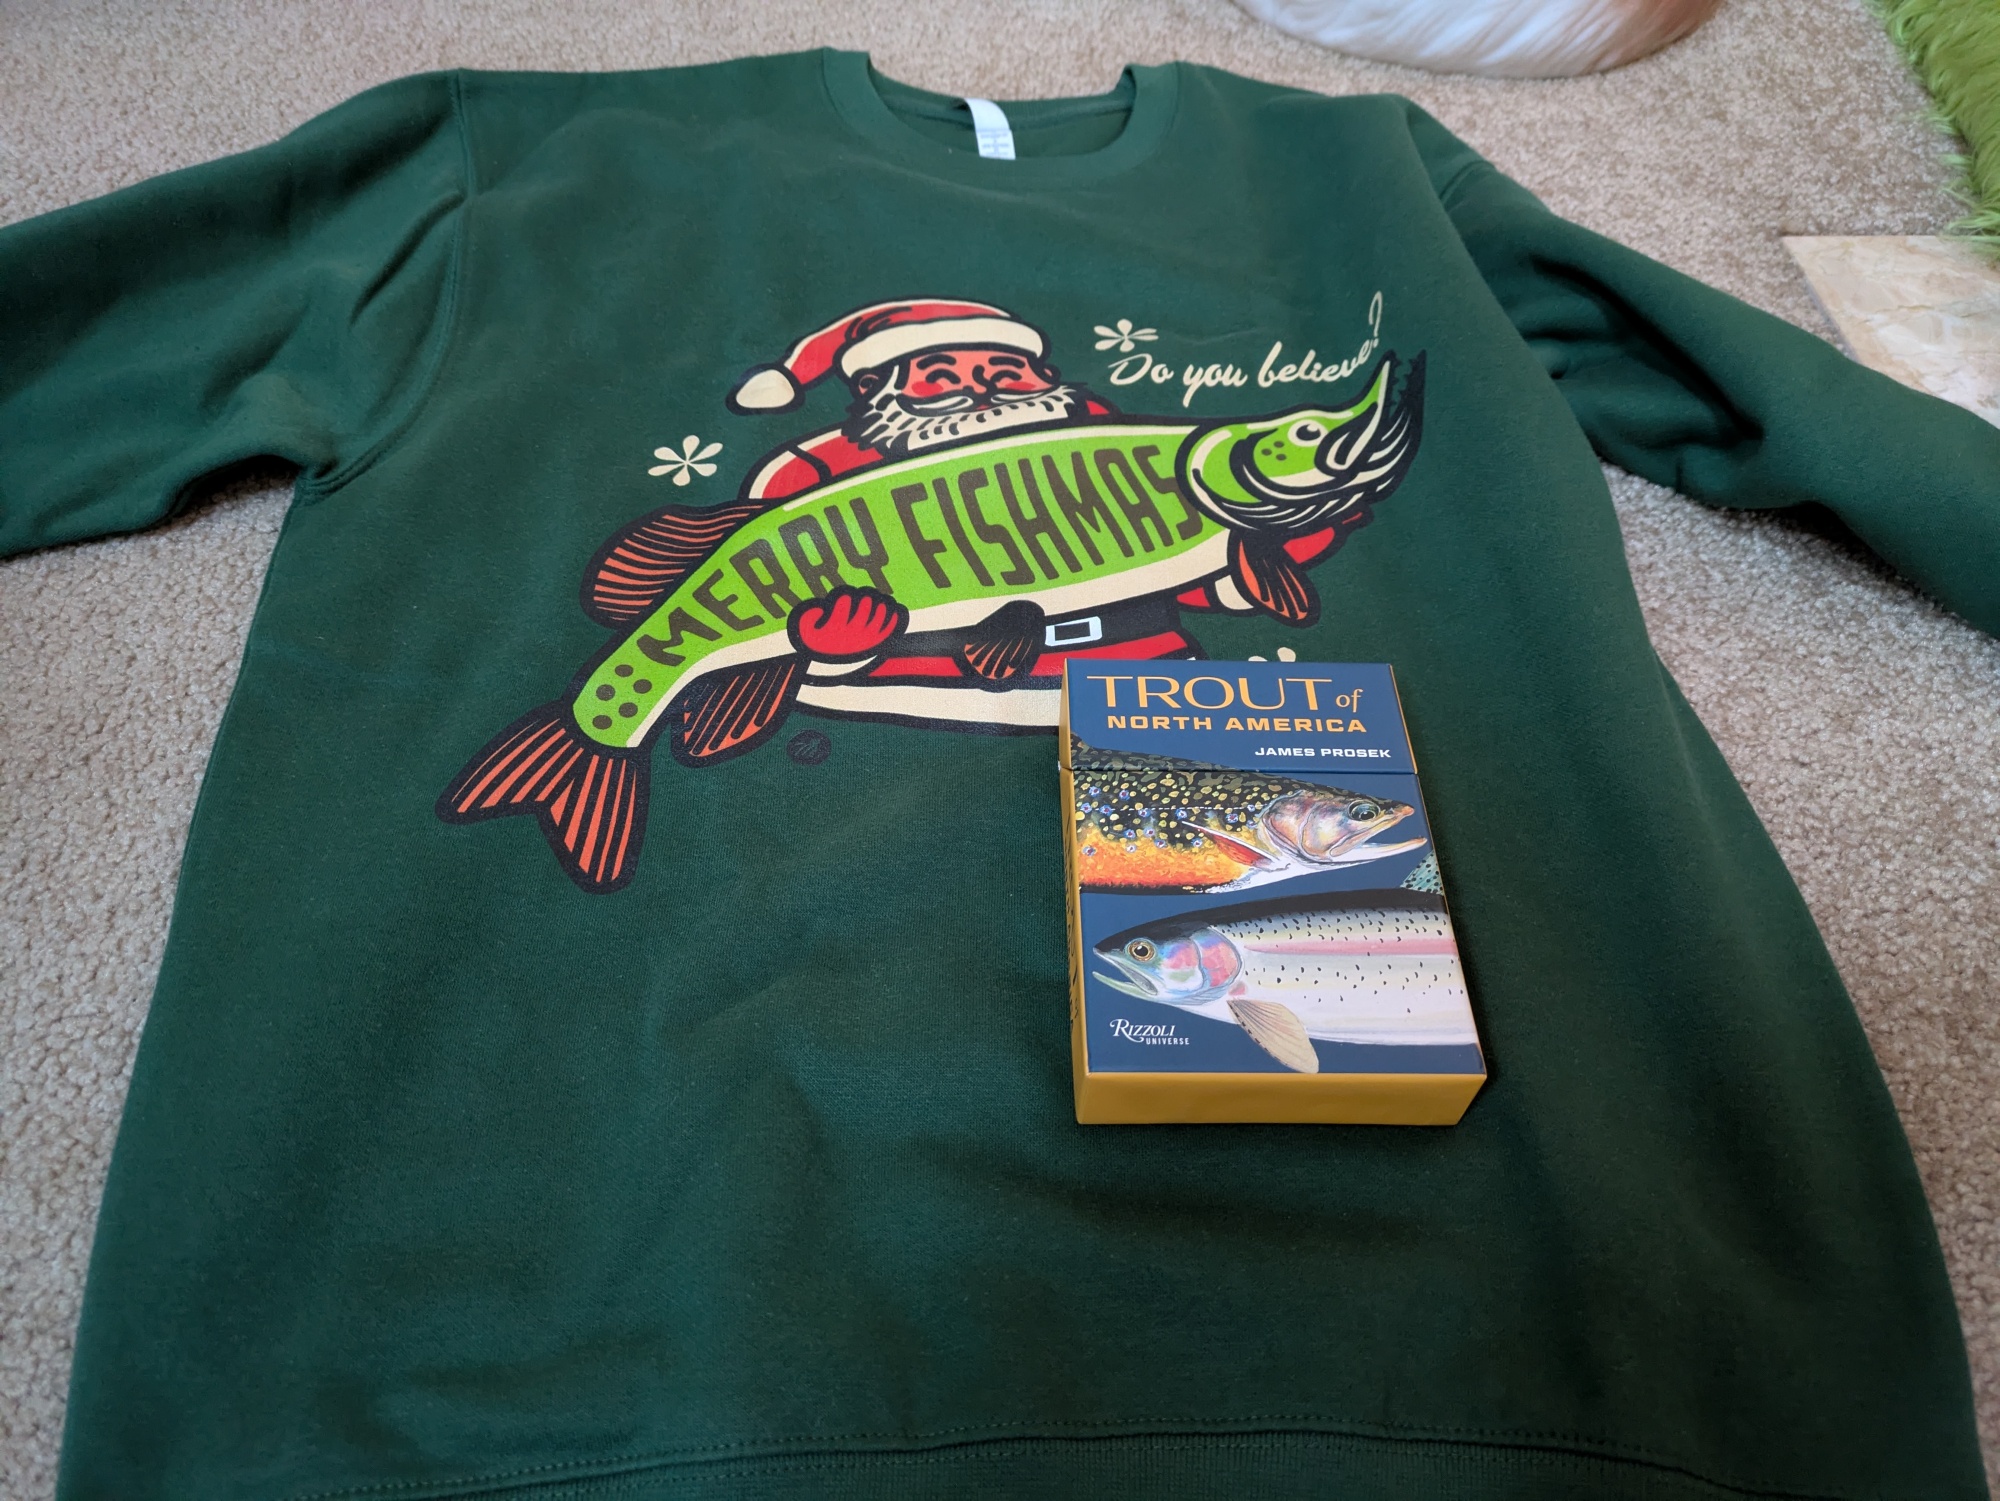 Do you believe?
MERRY FISHMAS
TROUT of
NORTH AMERICA
JAMES PROSEK
RIZZOLI
UNIVERSE